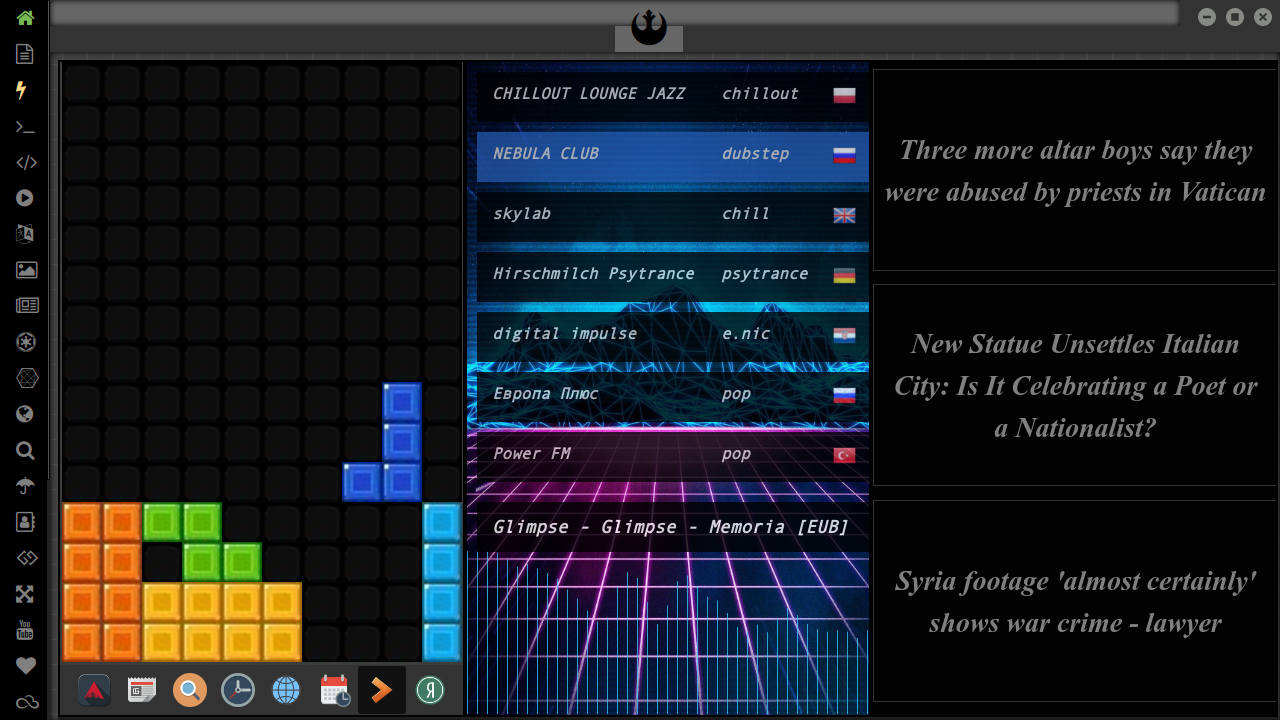 CHILLOUT LOUNGE JAZZ chillout
NEBULA CLUB dubstep
skylab chill
Hirschmilch Psytrance psytrance
digital impulse e.nic
Европа Плюс pop
Power FM pop
Glimpse - Glimpse - Memoria [EUB]
Three more altar boys say they
were abused by priests in Vatican
New Statue Unsettles Italian
City: Is It Celebrating a Poet or
a Nationalist?
Syria footage 'almost certainly'
shows war crime - lawyer
You
Tube
Я